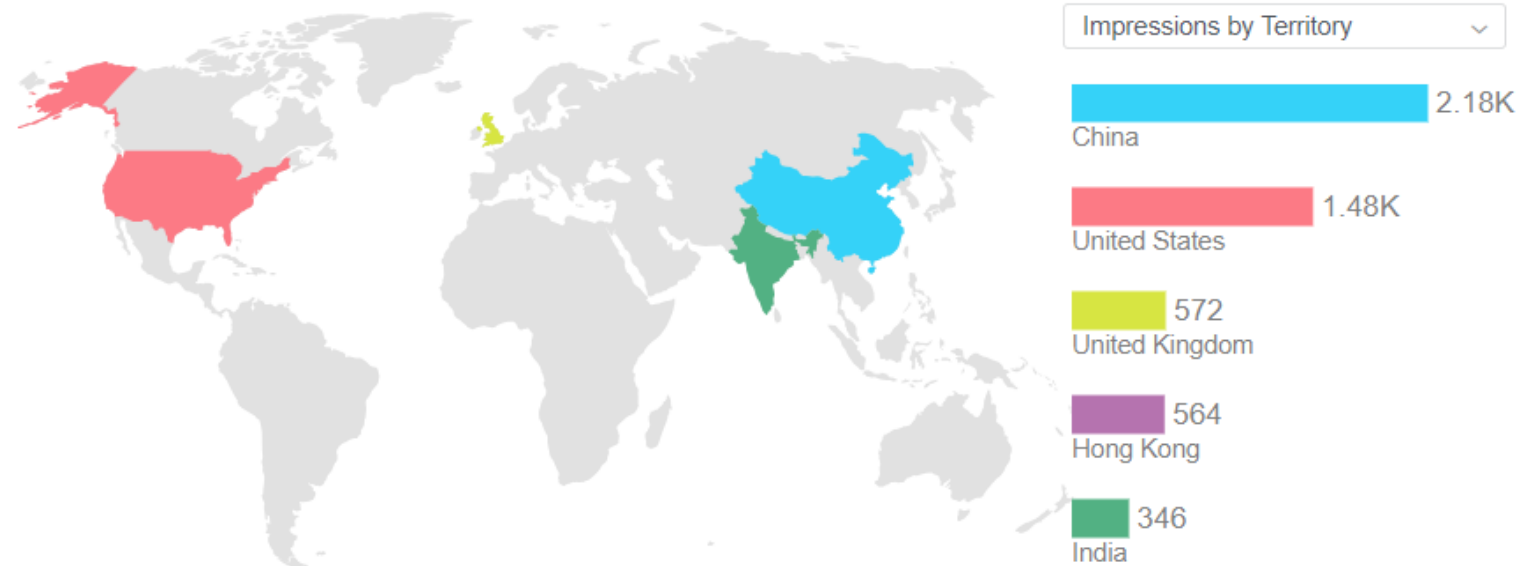 Impressions by Territory
2.18K
China
1.48K
United States
572
United Kingdom
564
Hong Kong
346
India